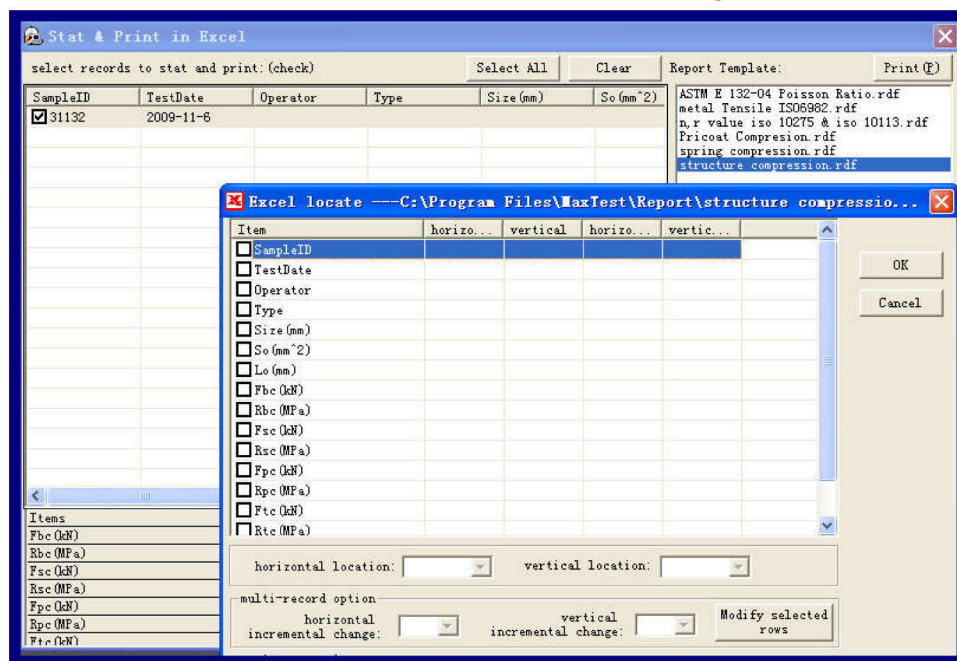 Stat & Print in Excel
select records to stat and print:(check)
Select All
Clear
Report Template:
Print(P)
SampleID TestDate Operator Type Size(mm) So(mm^2)
31132 2009-11-6
ASTM E 132-04 Poisson Ratio.rdf
metal Tensile ISO6982.rdf
n,r value iso 10275 & iso 10113.rdf
Pricoat Compresion.rdf
spring compression.rdf
structure compression.rdf
Excel locate ---C:\Program Files\MaxTest\Report\structure compressio...
Item horizo... vertical horizo... vertic...
SampleID
TestDate
Operator
Type
Size(mm)
So(mm^2)
Lo(mm)
Fbc(kN)
Rbc(MPa)
Fsc(kN)
Rsc(MPa)
Fpc(kN)
Rpc(MPa)
Ftc(kN)
Rtc(MPa)
OK
Cancel
Items
Fbc(kN)
Rbc(MPa)
Fsc(kN)
Rsc(MPa)
Fpc(kN)
Rpc(MPa)
Ftc(kN)
horizontal location:
vertical location:
multi-record option
horizontal
incremental change:
vertical
incremental change:
Modify selected
rows